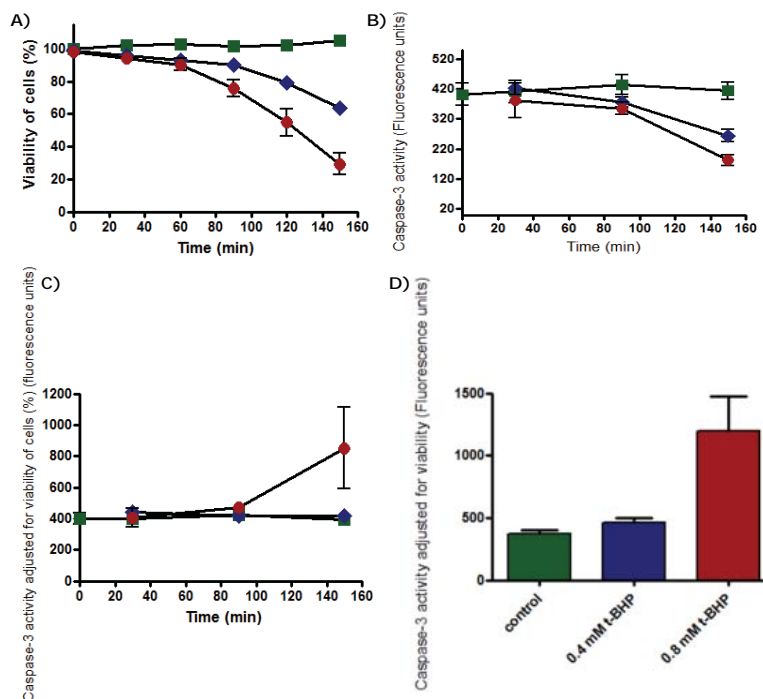 A)
Viability of cells (%)
100
80
60
40
20
0
0 20 40 60 80 100 120 140 160
Time (min)
B)
Caspase-3 activity (Fluorescence units)
520
420
320
220
120
20
0 20 40 60 80 100 120 140 160
Time (min)
C)
Caspase-3 activity adjusted for viability of cells (%) (fluorescence units)
1200
1000
800
600
400
200
0
0 20 40 60 80 100 120 140 160
Time (min)
D)
Caspase-3 activity adjusted for viability (Fluorescence units)
1500
1000
500
0
control
0.4 mM t-BHP
0.8 mM t-BHP